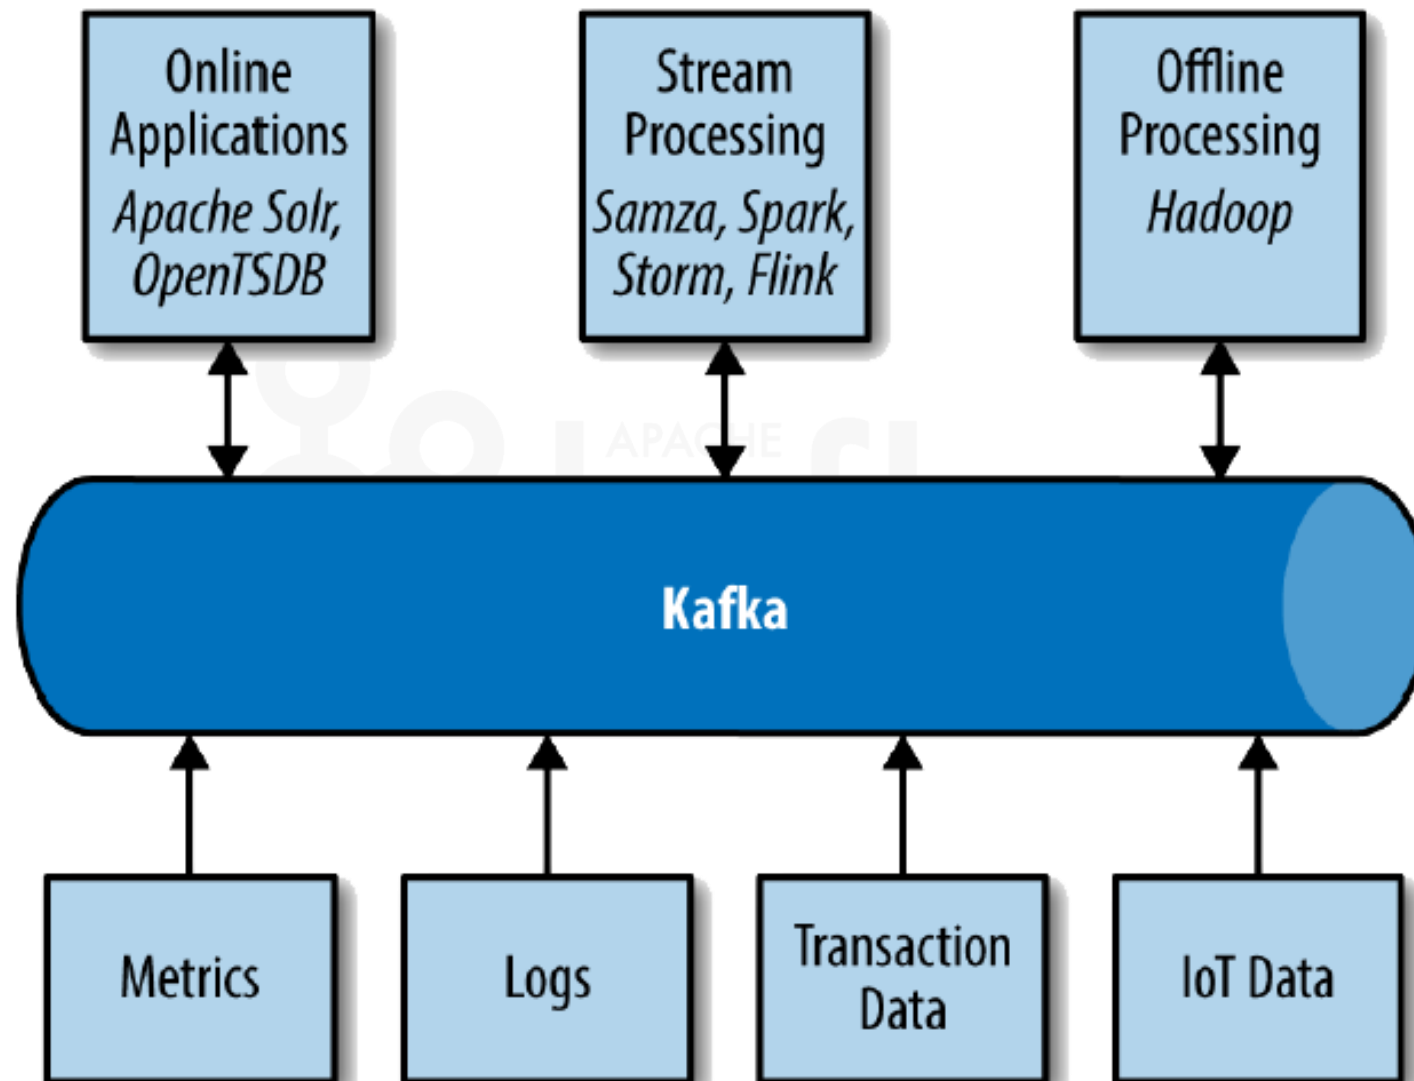 Online
Applications
Apache Solr,
OpenTSDB
Stream
Processing
Samza, Spark,
Storm, Flink
Offline
Processing
Hadoop
APACHE
Kafka
Metrics
Logs
Transaction
Data
IoT Data